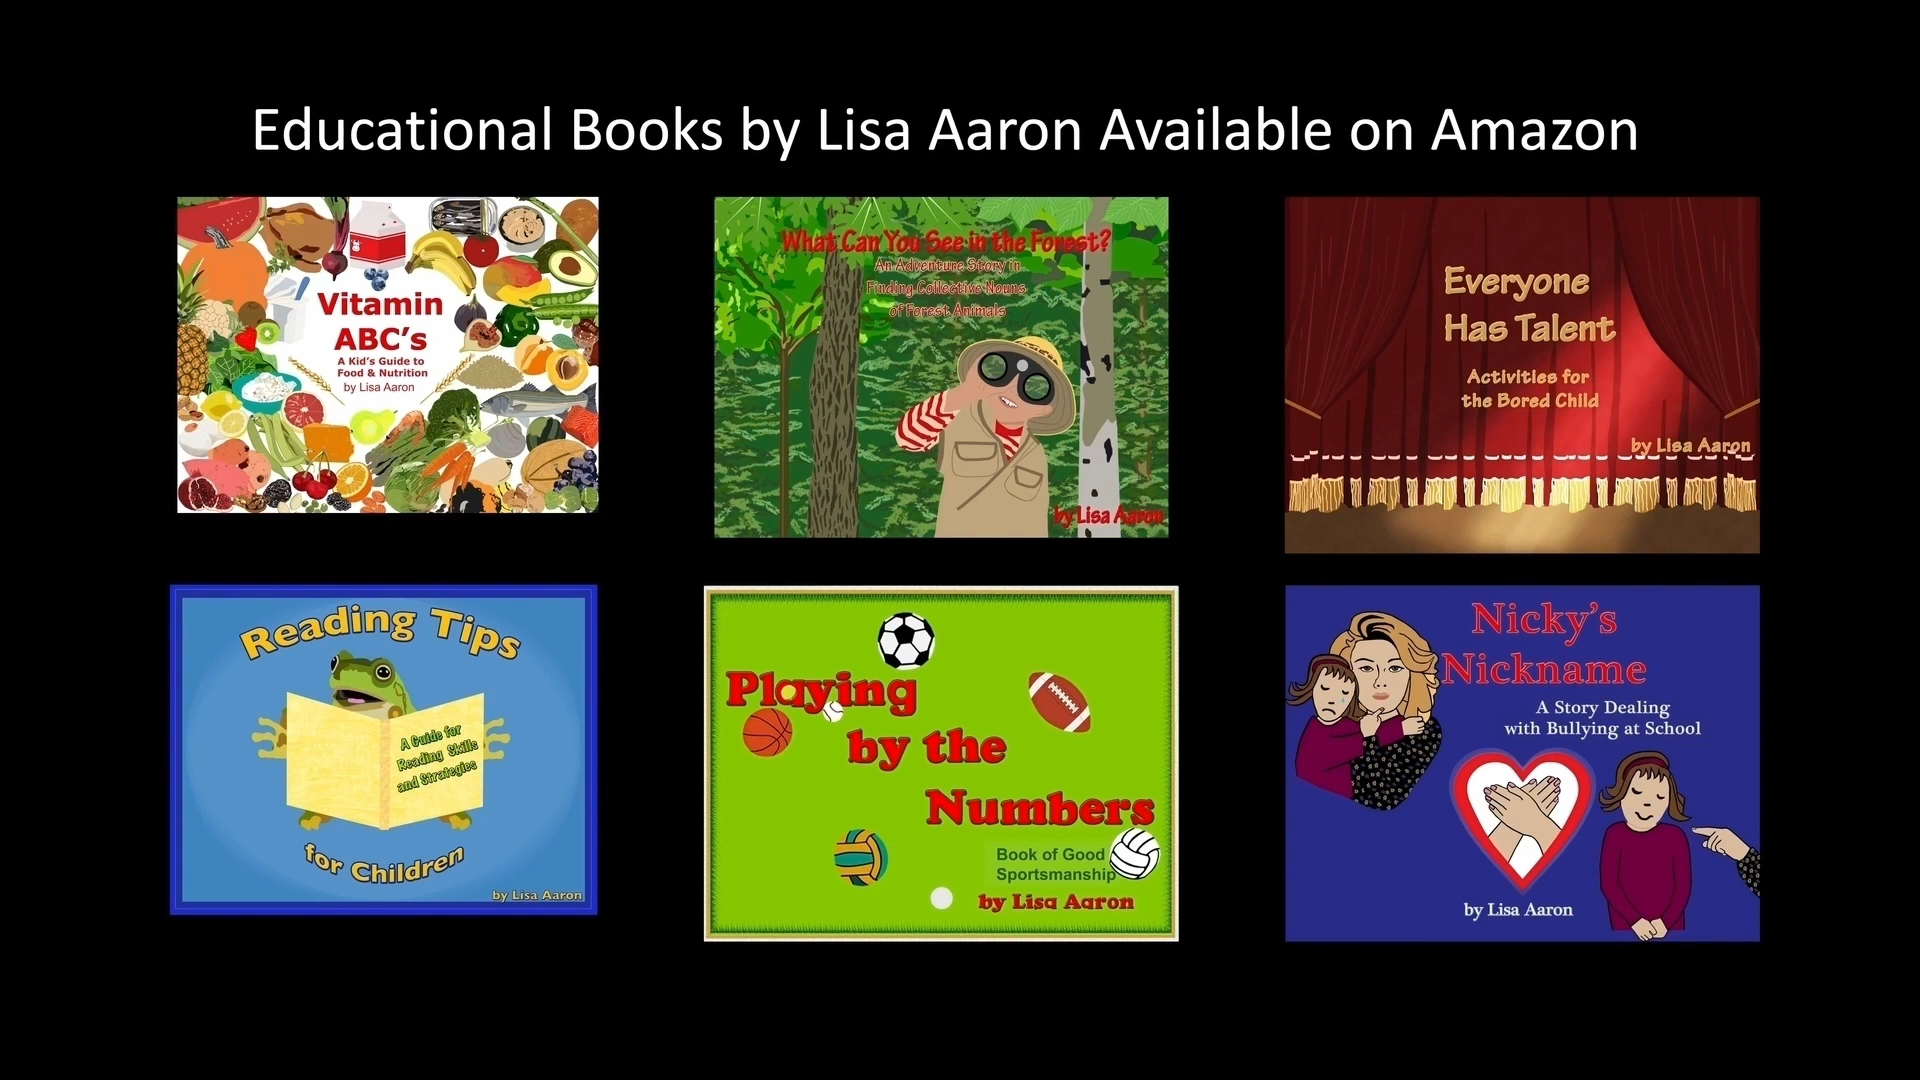 Educational Books by Lisa Aaron Available on Amazon
Vitamin
ABC's
A Kid's Guide to
Food & Nutrition
by Lisa Aaron
What Can You See in the Forest?
An Adventure Story in
Finding Collective Nouns
of Forest Animals
by Lisa Aaron
Everyone
Has Talent
Activities for
the Bored Child
by Lisa Aaron
Reading Tips
A Guide for
Reading Skills
and Strategies
for Children
by Lisa Aaron
Playing
by the
Numbers
Book of Good
Sportsmanship
by Lisa Aaron
Nicky's
Nickname
A Story Dealing
with Bullying at School
by Lisa Aaron